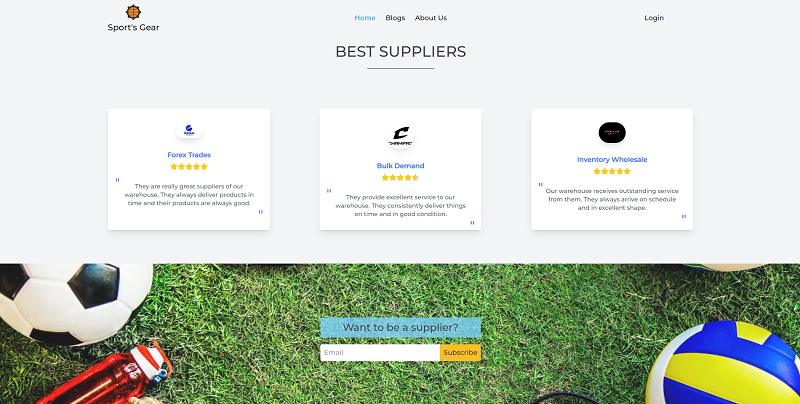 Sport's Gear
Home Blogs About Us
Login
BEST SUPPLIERS
Forex Trades
"
They are really great suppliers of our
warehouse. They always deliver products in
time and their products are always good.
"
Bulk Demand
"
They provide excellent service to our
warehouse. They consistently deliver things
on time and in good condition.
"
Inventory Wholesale
"
Our warehouse receives outstanding service
from them. They always arrive on schedule
and in excellent shape.
"
Want to be a supplier?
Email
Subscribe